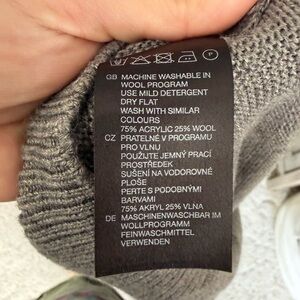 P
GB MACHINE WASHABLE IN
WOOL PROGRAM
USE MILD DETERGENT
DRY FLAT
WASH WITH SIMILAR
COLOURS
75% ACRYLIC 25% WOOL
CZ PRATELNÉ V PROGRAMU
PRO VLNU
POUŽIJTE JEMNÝ PRACÍ
PROSTŘEDEK
SUŠENÍ NA VODOROVNÉ
PLOŠE
PERTE S PODOBNÝMI
BARVAMI
75% AKRYL 25% VLNA
DE MASCHINENWASCHBAR IM
WOLLPROGRAMM
FEINWASCHMITTEL
VERWENDEN